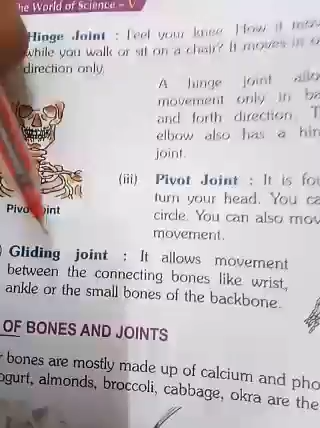 The World of Science - V
Hinge Joint : Feel your knee. How it
while you walk or sit on a chair? It moves in
direction only.
A hinge joint
movement only in
and forth direction.
elbow also has a
joint.
(iii) Pivot Joint : It is
turn your head. You
circle. You can also
movement.
Gliding joint : It allows movement
between the connecting bones like wrist,
ankle or the small bones of the backbone.
OF BONES AND JOINTS
bones are mostly made up of calcium and
almonds, broccoli, cabbage, okra are the